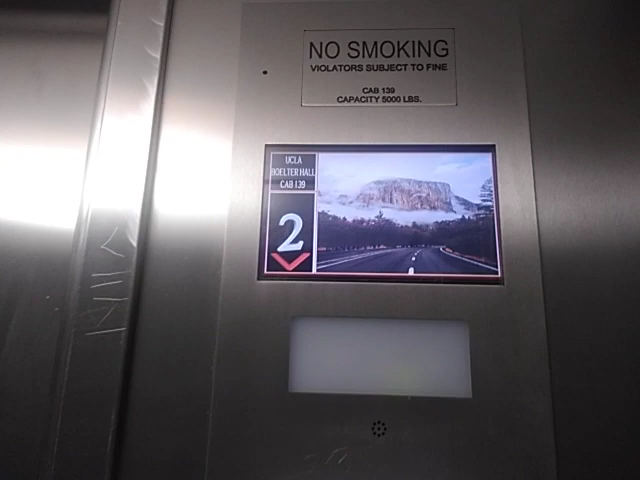 NO SMOKING
VIOLATORS SUBJECT TO FINE
CAB 139
CAPACITY 5000 LBS.
UCLA
BOELTER HALL
CAB 139
2